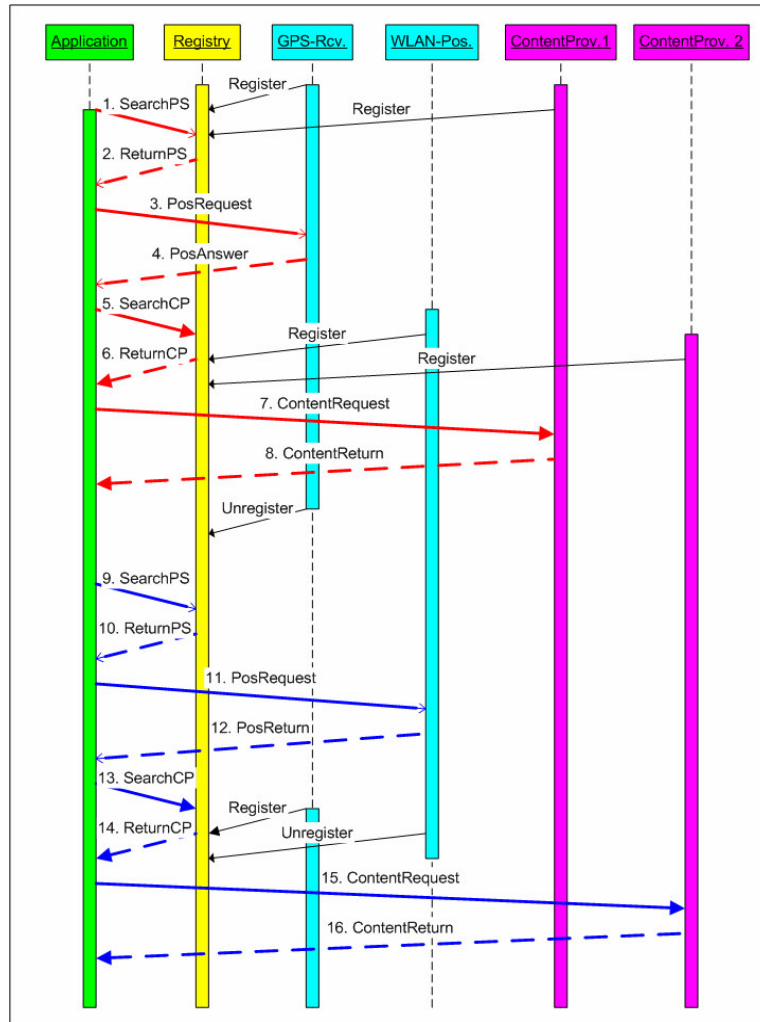 Application
Registry
GPS-Rcv.
WLAN-Pos.
ContentProv.1
ContentProv. 2
Register
1. SearchPS
Register
2. ReturnPS
3. PosRequest
4. PosAnswer
5. SearchCP
Register
6. ReturnCP
Register
7. ContentRequest
8. ContentReturn
Unregister
9. SearchPS
10. ReturnPS
11. PosRequest
12. PosReturn
13. SearchCP
Register
14. ReturnCP
Unregister
15. ContentRequest
16. ContentReturn